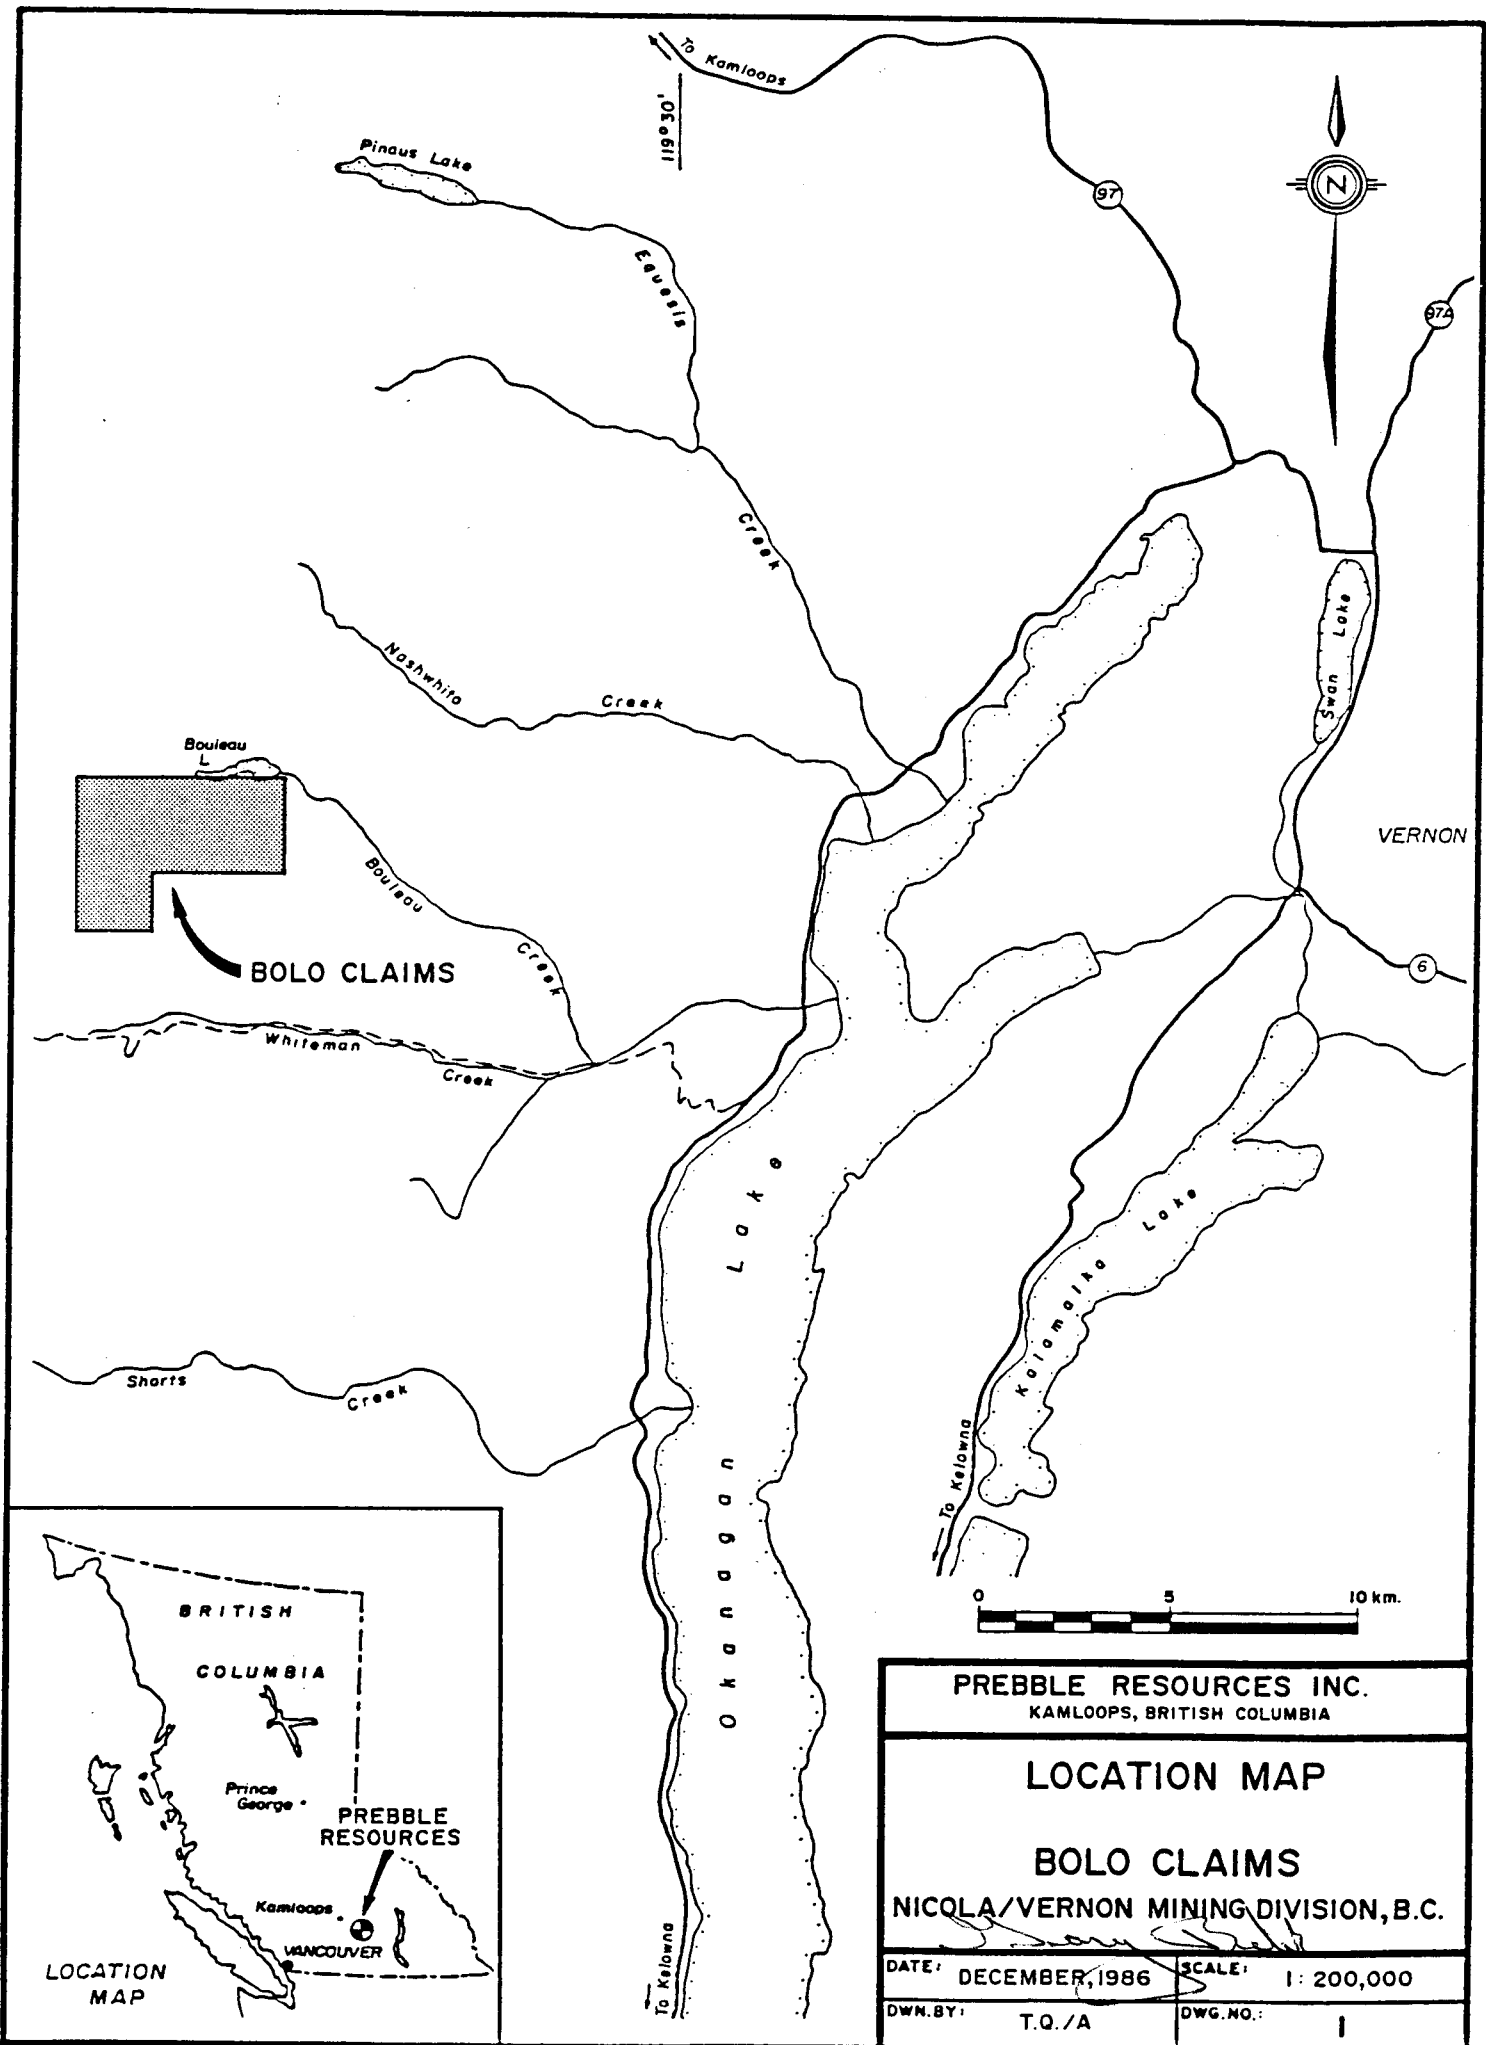 To Kamloops
119°30'
Pinaus Lake
97
N
Equesis
97A
Creek
Swan Lake
Nashwhito
Creek
Bouleau
L
VERNON
Bouleau
Creek
BOLO CLAIMS
6
Whiteman
Creek
Lake
Kalamalka Lake
Shorts
Creek
To Kelowna
Okanagan
0 5 10 km.
BRITISH
COLUMBIA
Prince
George
PREBBLE
RESOURCES
Kamloops
VANCOUVER
LOCATION
MAP
To Kelowna
PREBBLE RESOURCES INC.
KAMLOOPS, BRITISH COLUMBIA
LOCATION MAP
BOLO CLAIMS
NICOLA/VERNON MINING DIVISION, B.C.
DATE: DECEMBER, 1986
SCALE: 1: 200,000
DWN.BY: T.Q./A
DWG.NO.: 1